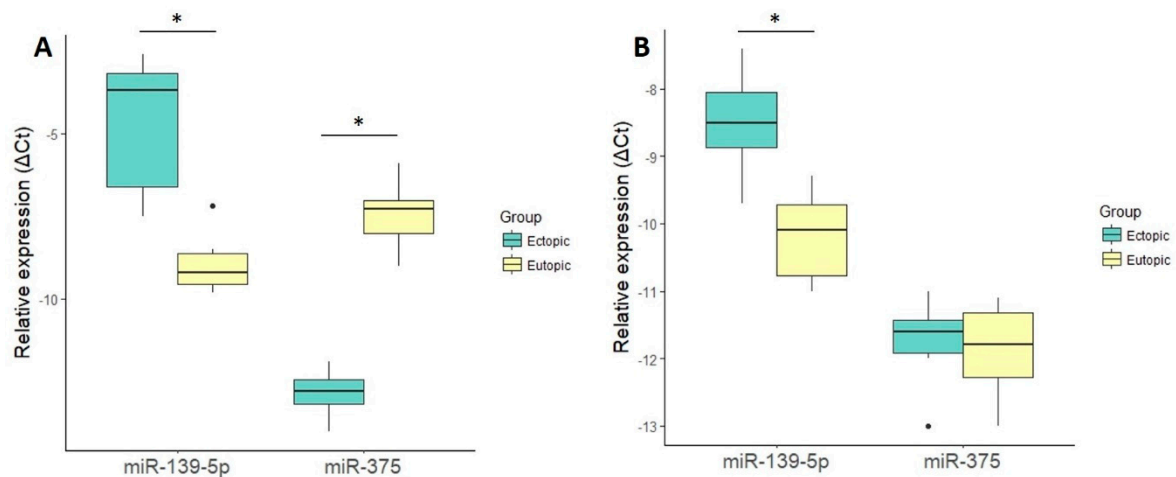 A
*
*
Relative expression (ΔCt)
-5
-10
miR-139-5p
miR-375
Group
Ectopic
Eutopic
B
*
Relative expression (ΔCt)
-8
-9
-10
-11
-12
-13
miR-139-5p
miR-375
Group
Ectopic
Eutopic